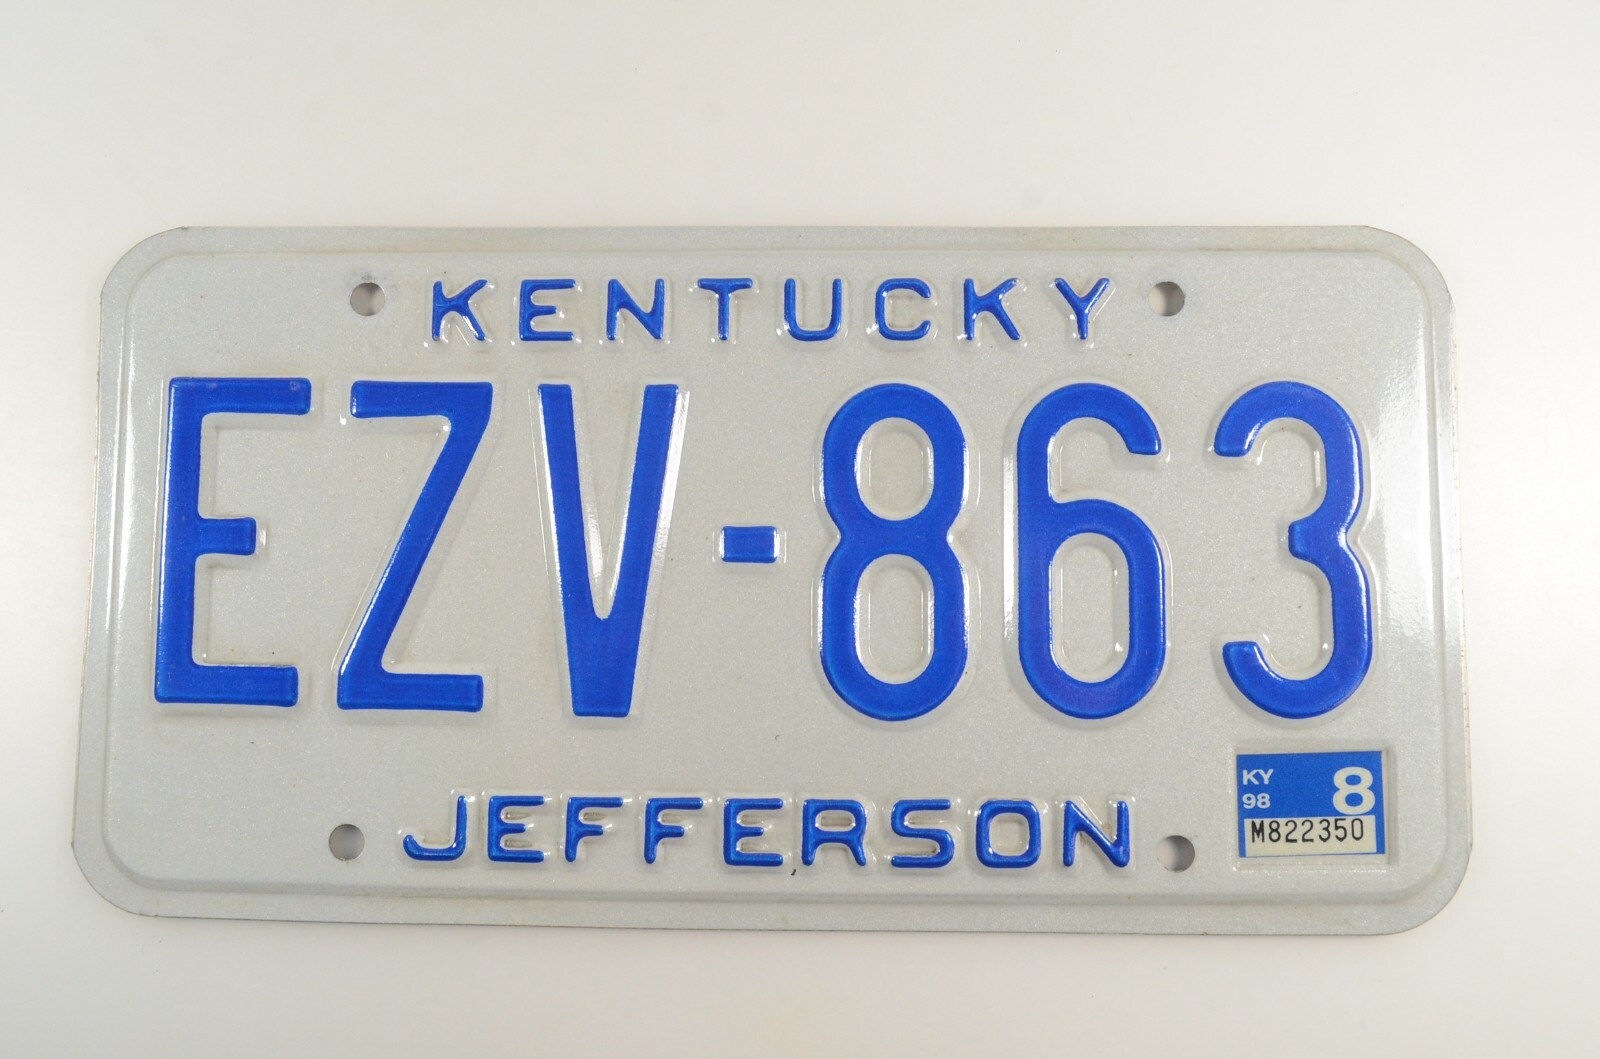 KENTUCKY
EZV-863
JEFFERSON
KY 8
98
M822350